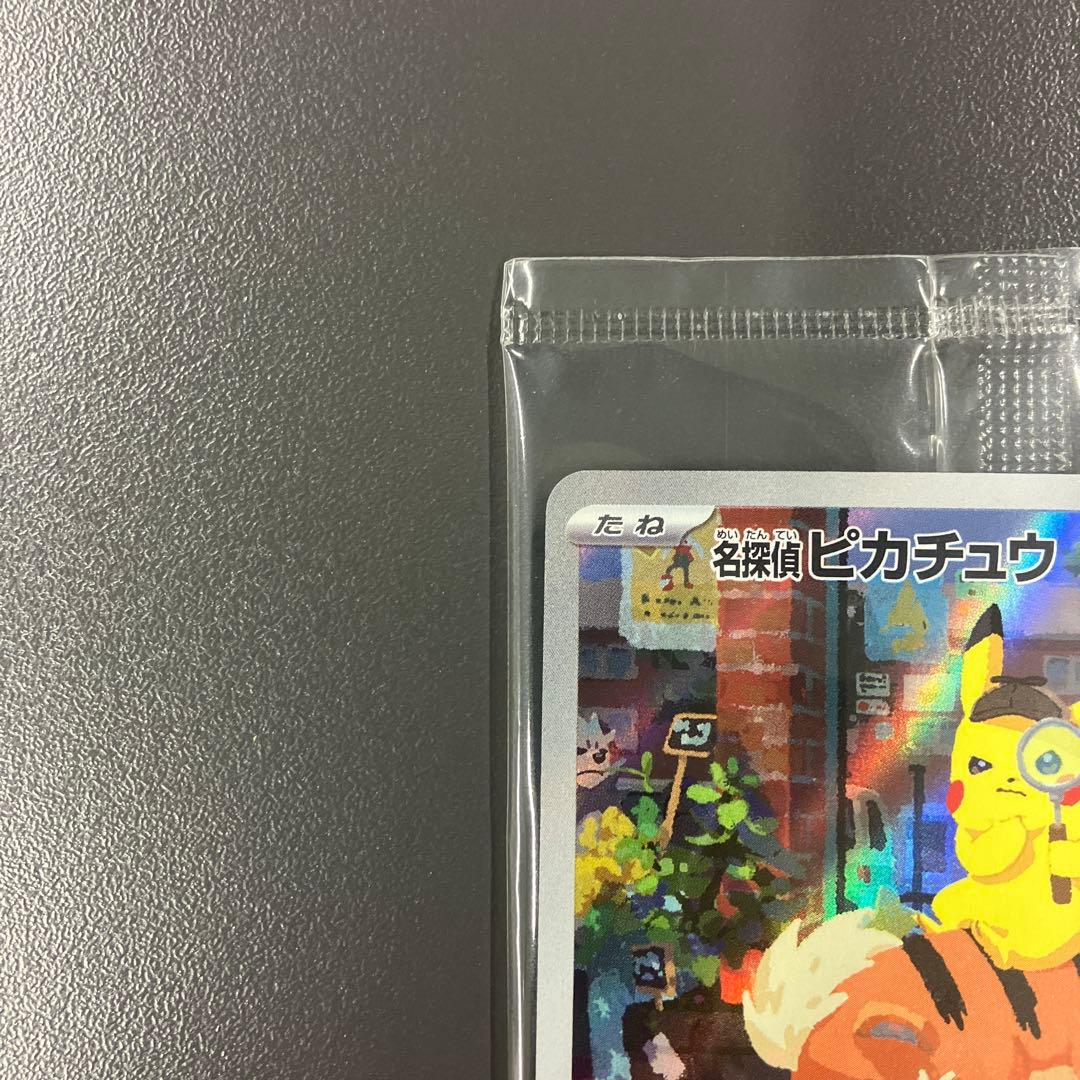 たね
めいたんてい
名探偵ピカチュウ